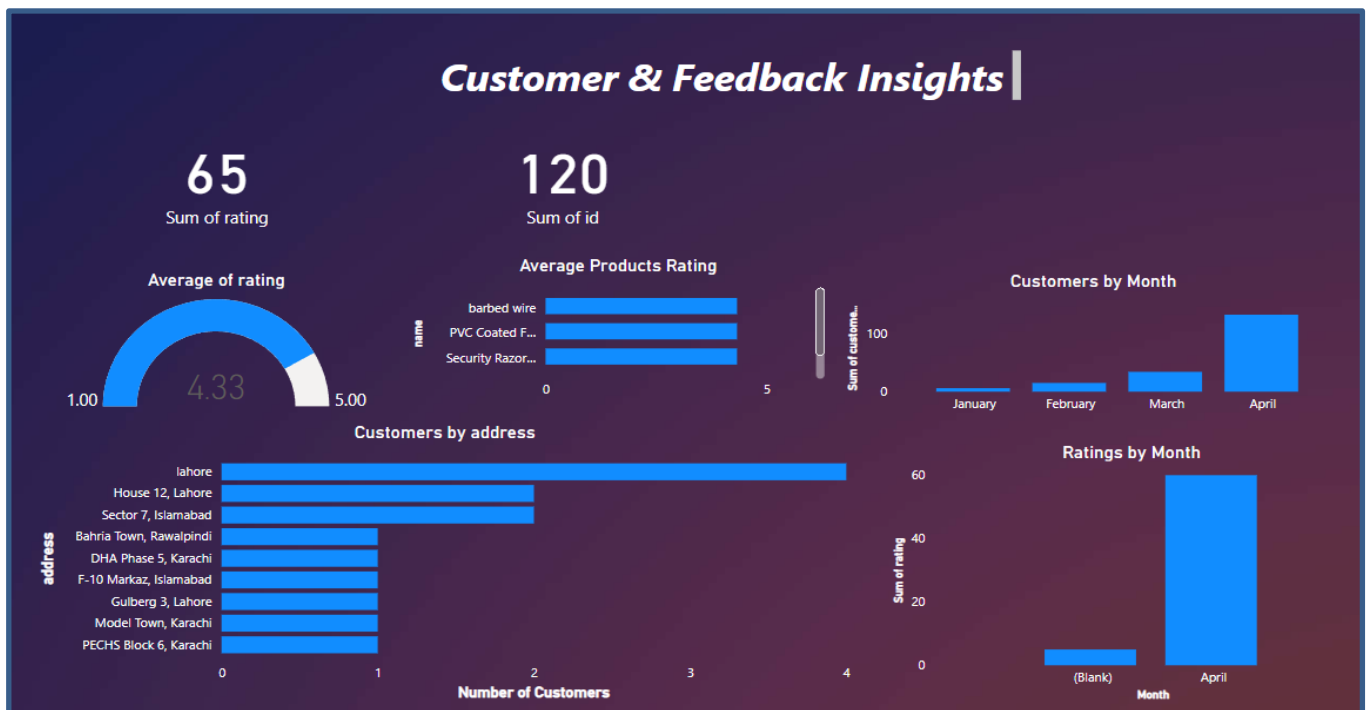 Customer & Feedback Insights
65
Sum of rating
120
Sum of id
Average of rating
4.33
1.00
5.00
Average Products Rating
name
barbed wire
PVC Coated F...
Security Razor...
0 5
Customers by Month
Sum of custome..
100
0
January February March April
Customers by address
address
lahore
House 12, Lahore
Sector 7, Islamabad
Bahria Town, Rawalpindi
DHA Phase 5, Karachi
F-10 Markaz, Islamabad
Gulberg 3, Lahore
Model Town, Karachi
PECHS Block 6, Karachi
0 1 2 3 4
Number of Customers
Ratings by Month
Sum of rating
60
40
20
0
(Blank) April
Month